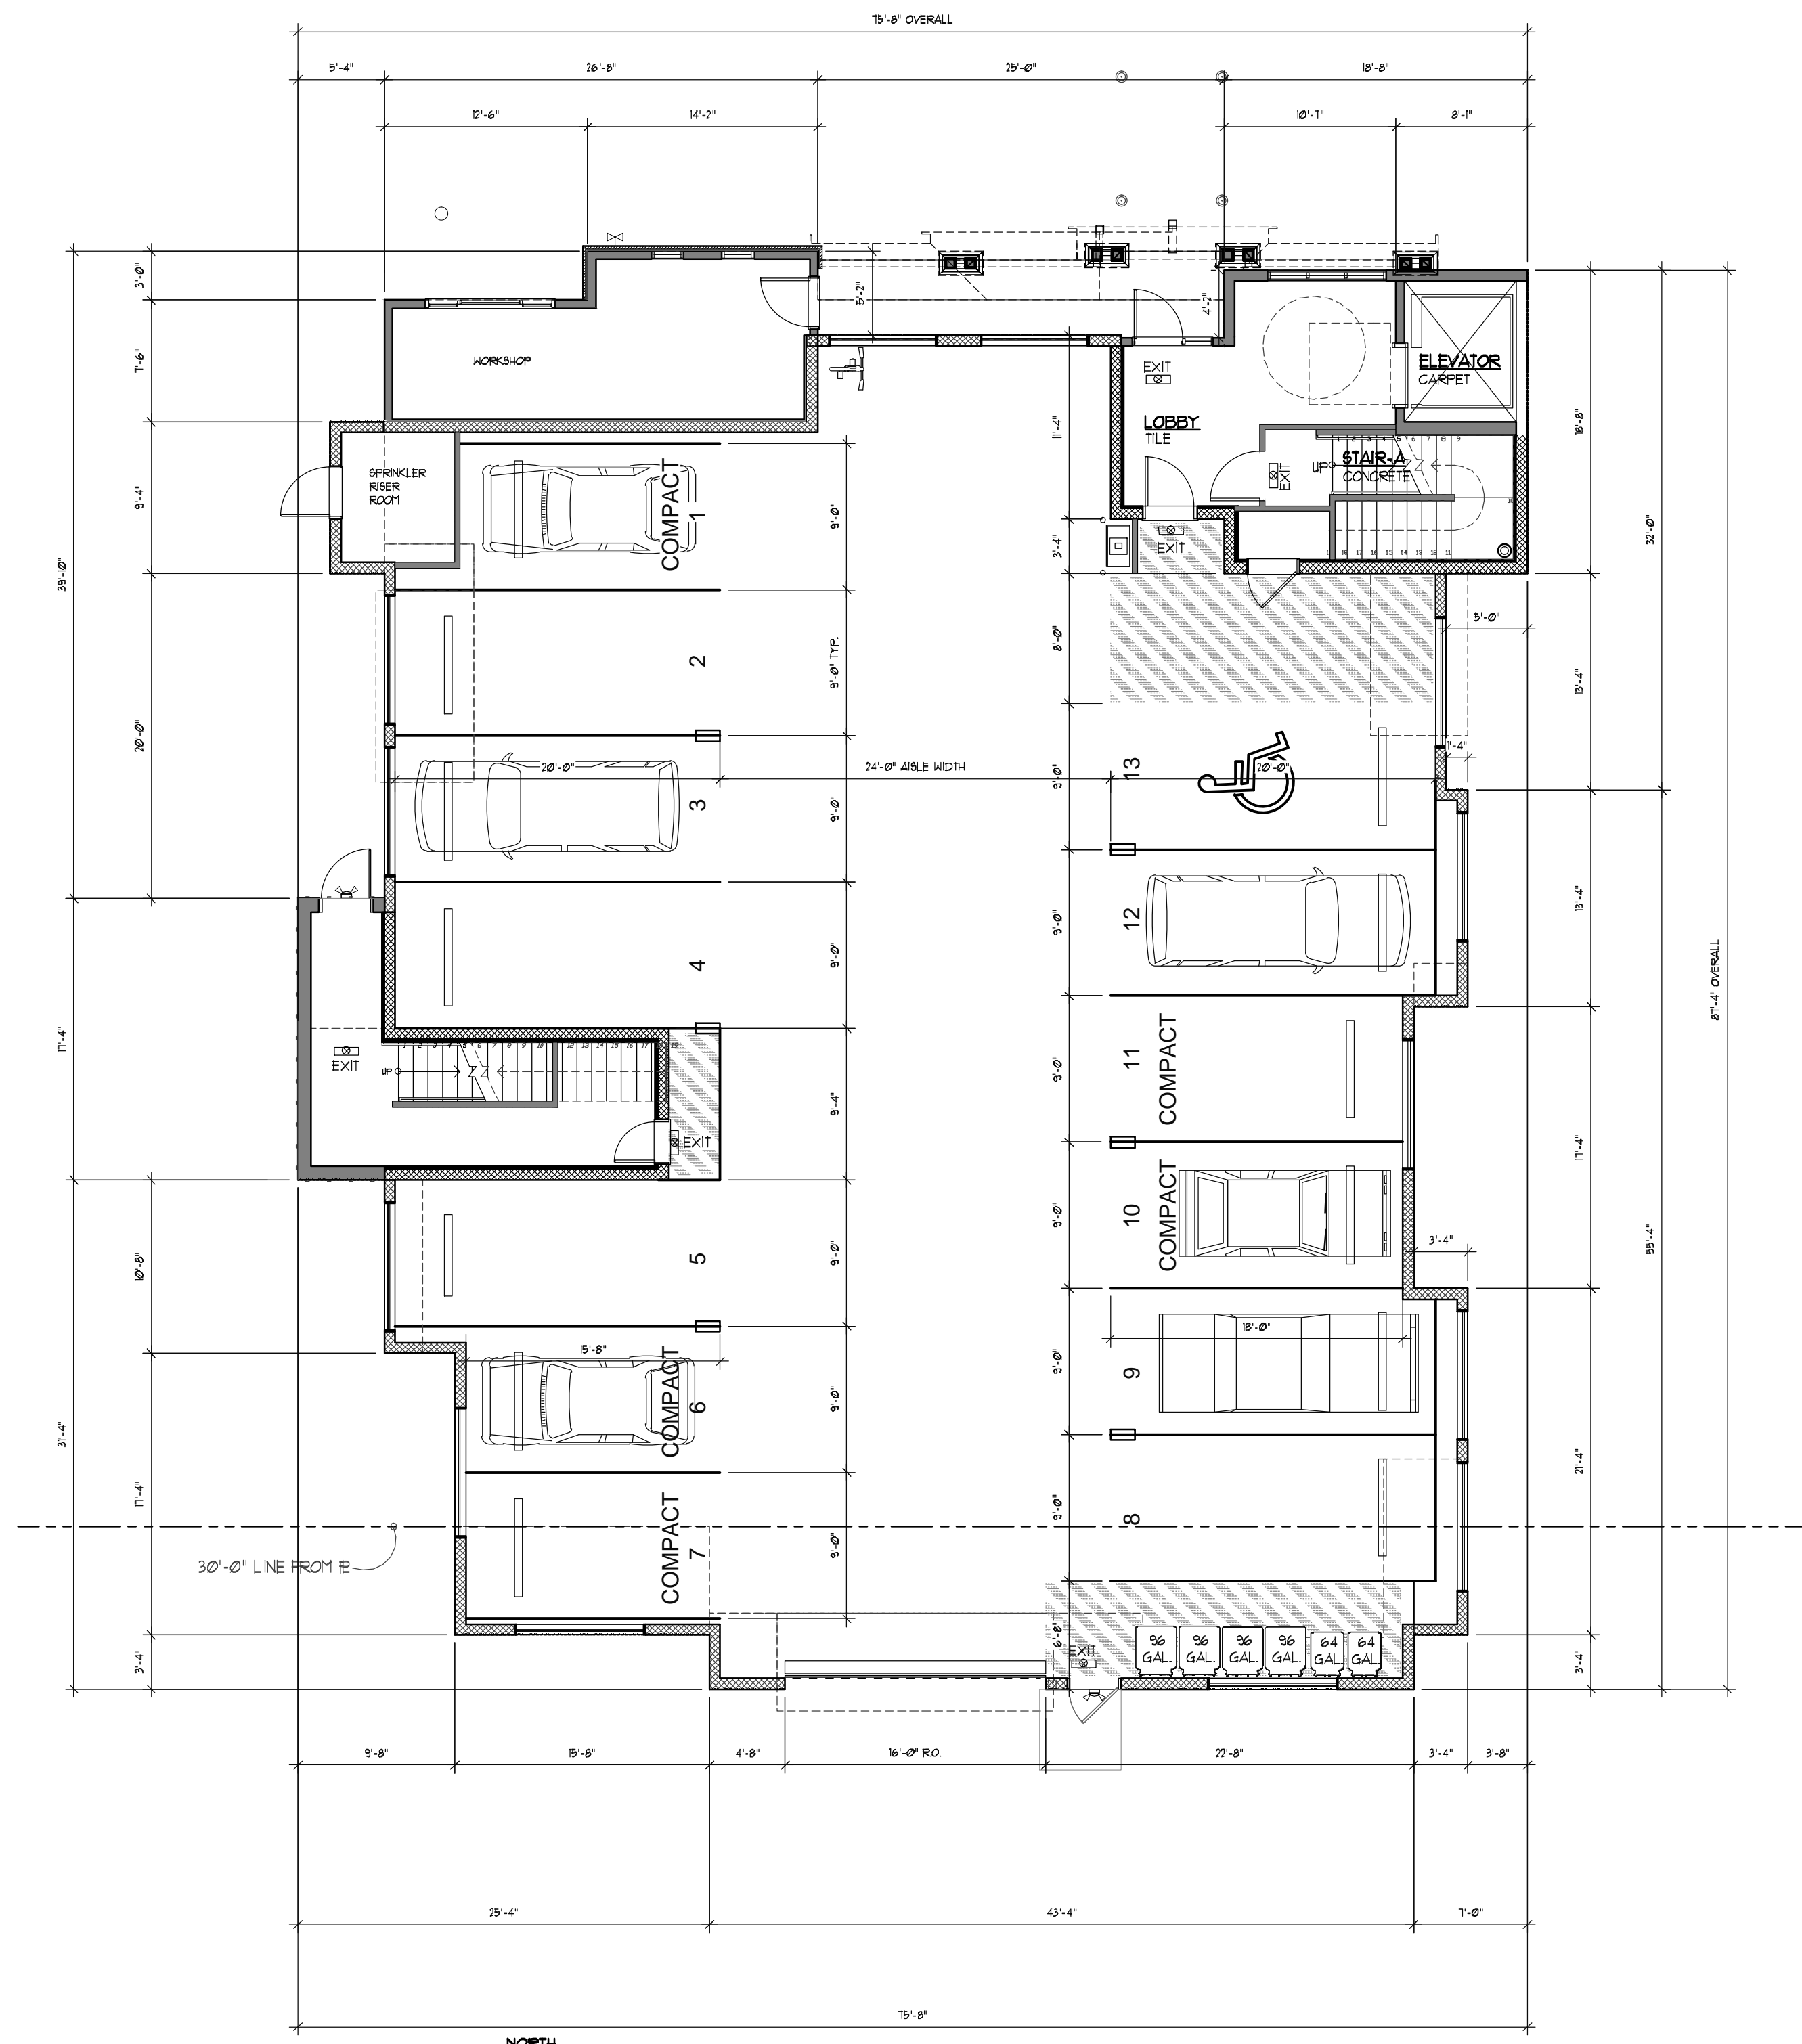 75'-8" OVERALL
5'-4"
26'-8"
25'-0"
18'-8"
12'-6"
14'-2"
10'-7"
8'-1"
3'-0"
5'-2"
4'-2"
7'-6"
WORKSHOP
EXIT
ELEVATOR
CARPET
LOBBY
TILE
11'-4"
18'-8"
STAIR-A
CONCRETE
UP
EXIT
SPRINKLER
RISER
ROOM
9'-4"
COMPACT
1
9'-0"
3'-4"
EXIT
32'-0"
39'-10"
8'-0"
5'-0"
2
9'-0" TYP.
13'-4"
20'-0"
20'-0"
24'-0" AISLE WIDTH
20'-0"
1'-4"
3
9'-0"
9'-0"
13
12
9'-0"
13'-4"
4
9'-0"
87'-4" OVERALL
17'-4"
EXIT
UP
EXIT
9'-4"
9'-0"
11
COMPACT
17'-4"
9'-0"
10
COMPACT
3'-4"
55'-4"
10'-8"
5
9'-0"
18'-0"
15'-8"
9'-0"
9
COMPACT
6
9'-0"
31'-4"
17'-4"
21'-4"
9'-0"
8
COMPACT
7
9'-0"
30'-0" LINE FROM PL
6'-8"
EXIT
96
GAL.
96
GAL.
96
GAL.
96
GAL.
64
GAL.
64
GAL.
3'-4"
3'-4"
9'-8"
15'-8"
4'-8"
16'-0" R.O.
22'-8"
3'-4"
3'-8"
25'-4"
43'-4"
7'-0"
75'-8"
NORTH